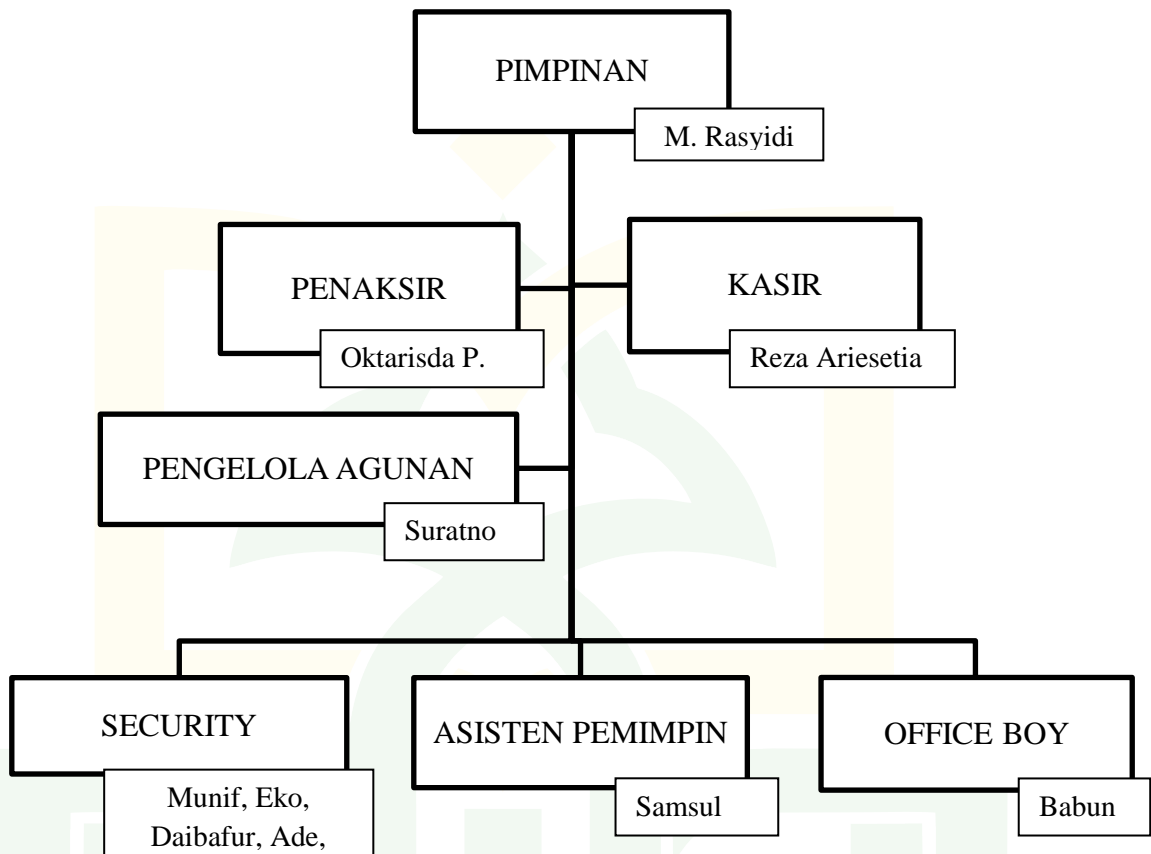 PIMPINAN
M. Rasyidi
PENAKSIR
Oktarisda P.
KASIR
Reza Ariesetia
PENGELOLA AGUNAN
Suratno
SECURITY
Munif, Eko,
Daibafur, Ade,
ASISTEN PEMIMPIN
Samsul
OFFICE BOY
Babun